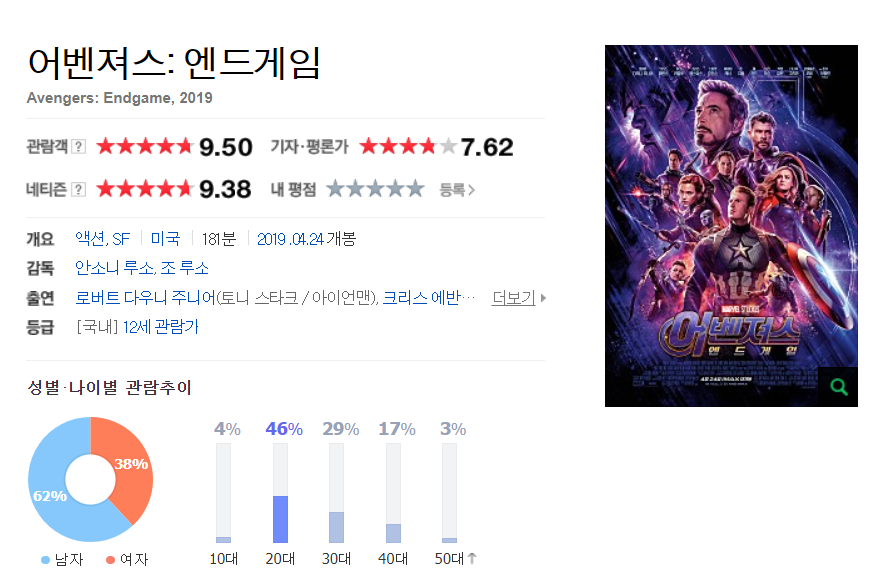 어벤져스: 엔드게임
Avengers: Endgame, 2019
관람객 ? 9.50 기자·평론가 7.62
네티즌 ? 9.38 내 평점 등록 >
개요 액션, SF 미국 181분 2019 .04.24 개봉
감독 안소니 루소, 조 루소
출연 로버트 다우니 주니어(토니 스타크 / 아이언맨), 크리스 에반… 더보기
등급 [국내] 12세 관람가
성별·나이별 관람추이
4% 46% 29% 17% 3%
38%
62%
남자 여자
10대 20대 30대 40대 50대↑
MARVEL STUDIOS
어벤져스
엔드게임